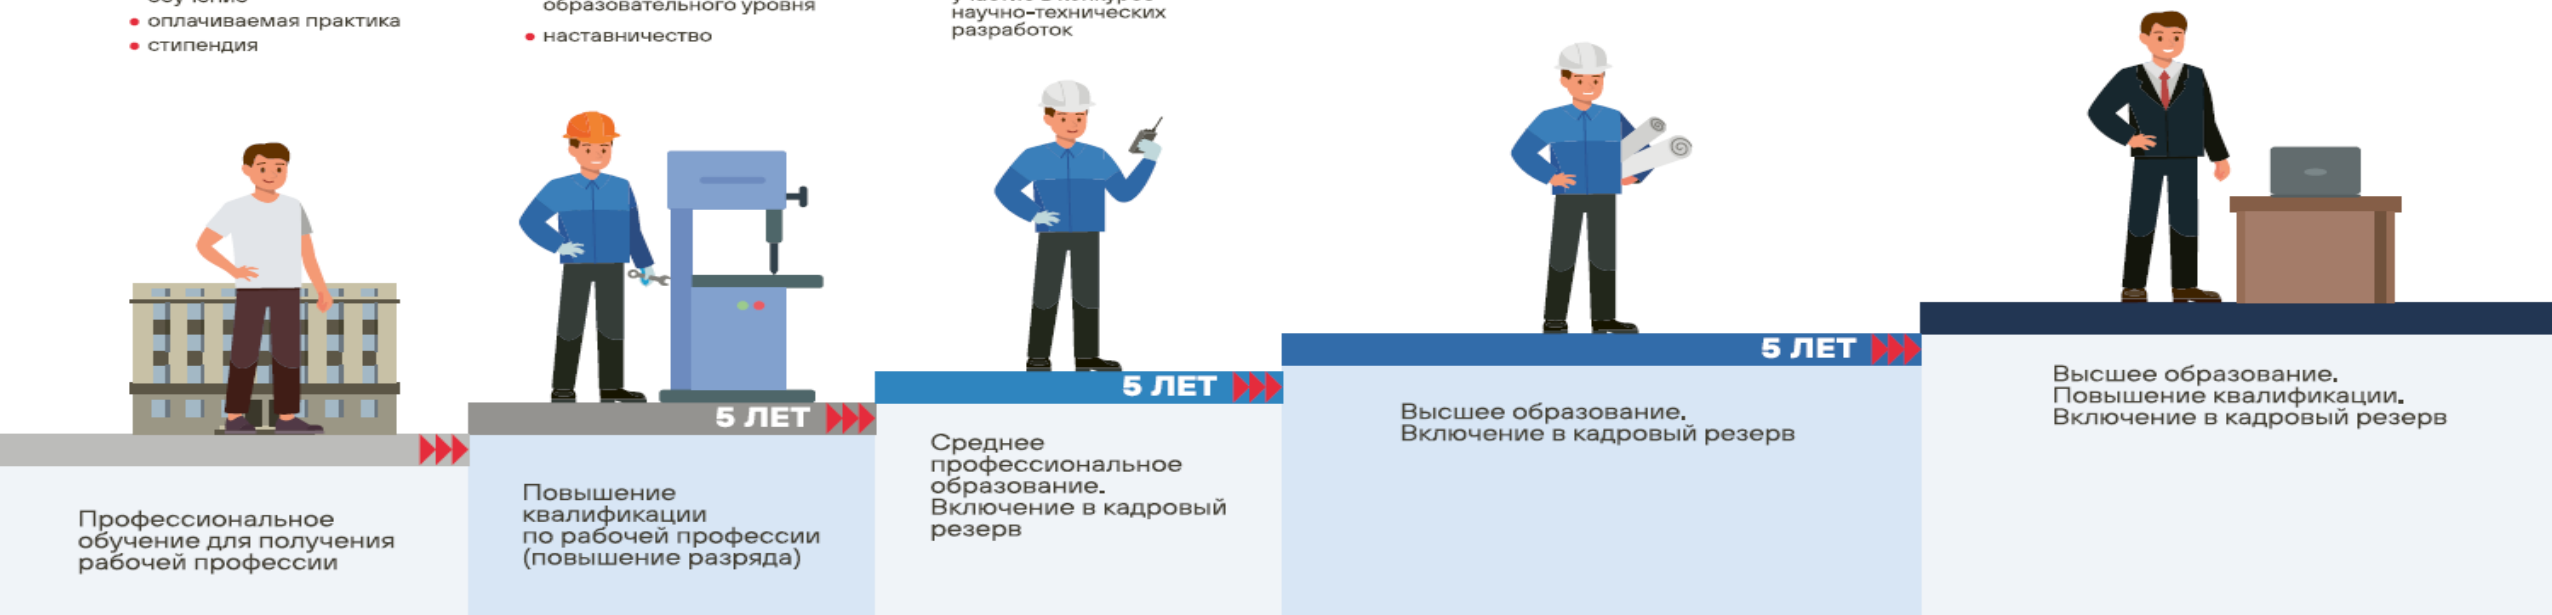 • оплачиваемая практика
• стипендия
образовательного уровня
• наставничество
научно-технических
разработок
5 ЛЕТ
5 ЛЕТ
5 ЛЕТ
Профессиональное
обучение для получения
рабочей профессии
Повышение
квалификации
по рабочей профессии
(повышение разряда)
Среднее
профессиональное
образование.
Включение в кадровый
резерв
Высшее образование.
Включение в кадровый резерв
Высшее образование.
Повышение квалификации.
Включение в кадровый резерв